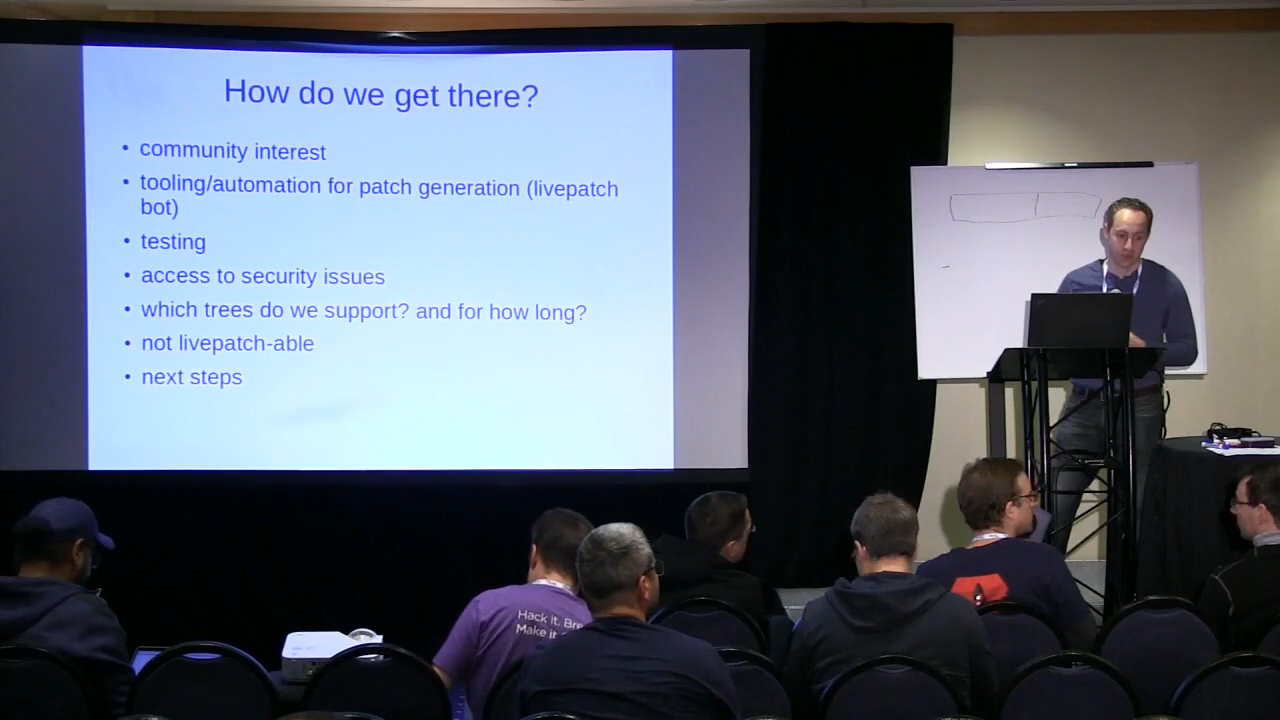 How do we get there?
• community interest
• tooling/automation for patch generation (livepatch
bot)
• testing
• access to security issues
• which trees do we support? and for how long?
• not livepatch-able
• next steps
Hack it.
Make it